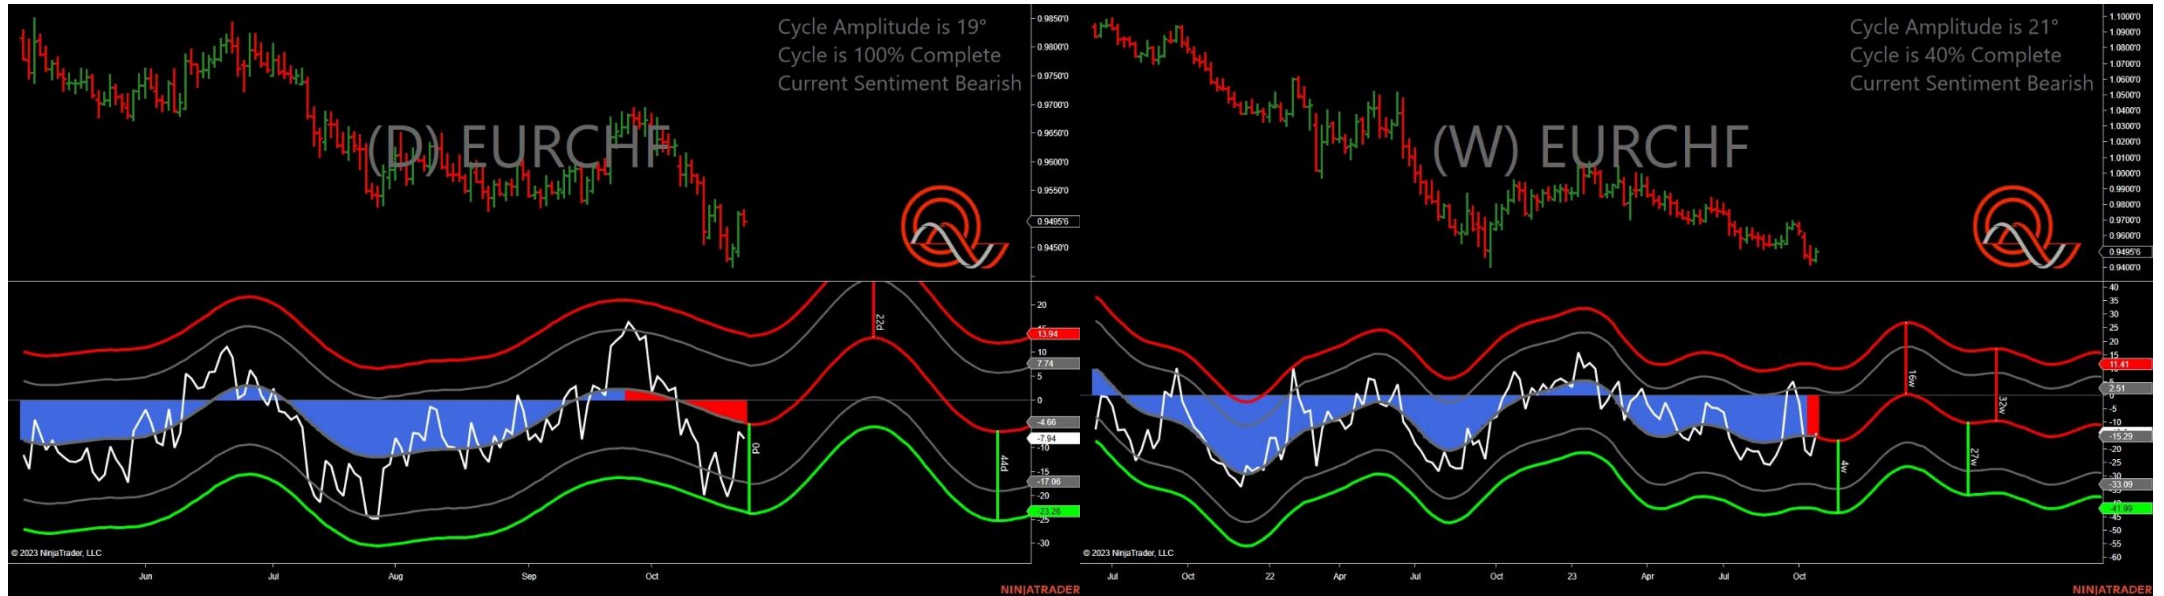 Cycle Amplitude is 19°
Cycle is 100% Complete
Current Sentiment Bearish
(D) EURCHF
0.9850'0
0.9800'0
0.9750'0
0.9700'0
0.9650'0
0.9600'0
0.9550'0
0.9495'6
0.9450'0
22d
0d
44d
20
15
13.94
10
7.74
5
0
-4.66
-7.94
-10
-15
-17.06
-20
-23.26
-25
-30
© 2023 NinjaTrader, LLC
Jun
Jul
Aug
Sep
Oct
NINJATRADER
Cycle Amplitude is 21°
Cycle is 40% Complete
Current Sentiment Bearish
(W) EURCHF
1.1000'0
1.0900'0
1.0800'0
1.0700'0
1.0600'0
1.0500'0
1.0400'0
1.0300'0
1.0200'0
1.0100'0
1.0000'0
0.9900'0
0.9800'0
0.9700'0
0.9600'0
0.9495'6
0.9400'0
4w
16w
27w
32w
40
35
30
25
20
15
11.41
5
2.51
0
-5
-10
-15.29
-20
-25
-30
-33.09
-35
-41.99
-45
-50
-55
-60
© 2023 NinjaTrader, LLC
Jul
Oct
22
Apr
Jul
Oct
23
Apr
Jul
Oct
NINJATRADER